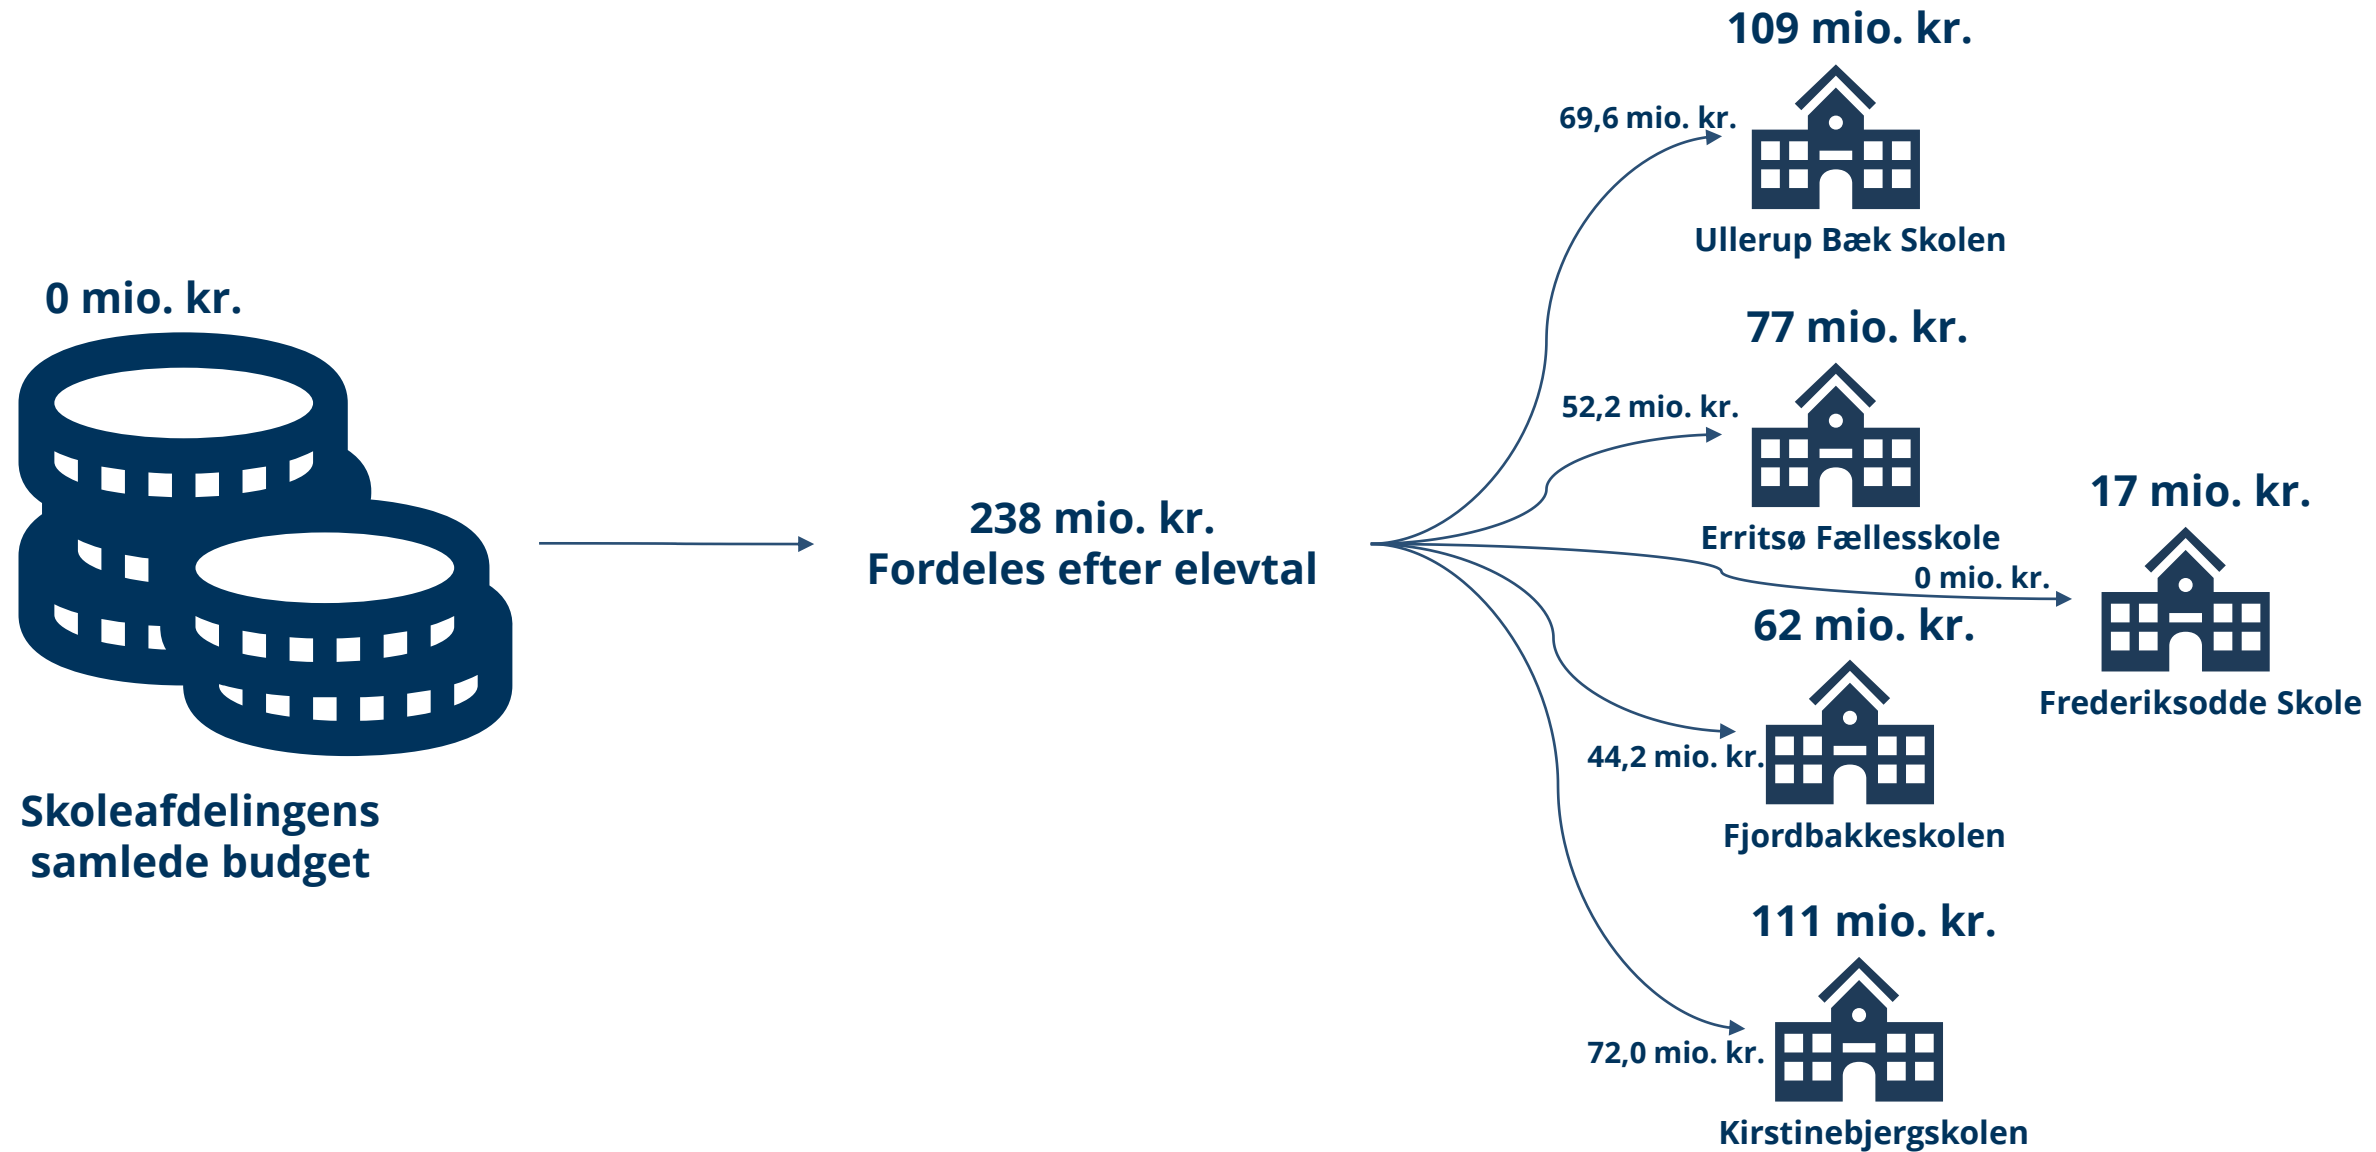 109 mio. kr.
69,6 mio. kr.
Ullerup Bæk Skolen
0 mio. kr.
77 mio. kr.
52,2 mio. kr.
Erritsø Fællesskole
17 mio. kr.
238 mio. kr.
Fordeles efter elevtal
0 mio. kr.
62 mio. kr.
Frederiksodde Skole
44,2 mio. kr.
Fjordbakkeskolen
Skoleafdelingens
samlede budget
111 mio. kr.
72,0 mio. kr.
Kirstinebjergskolen